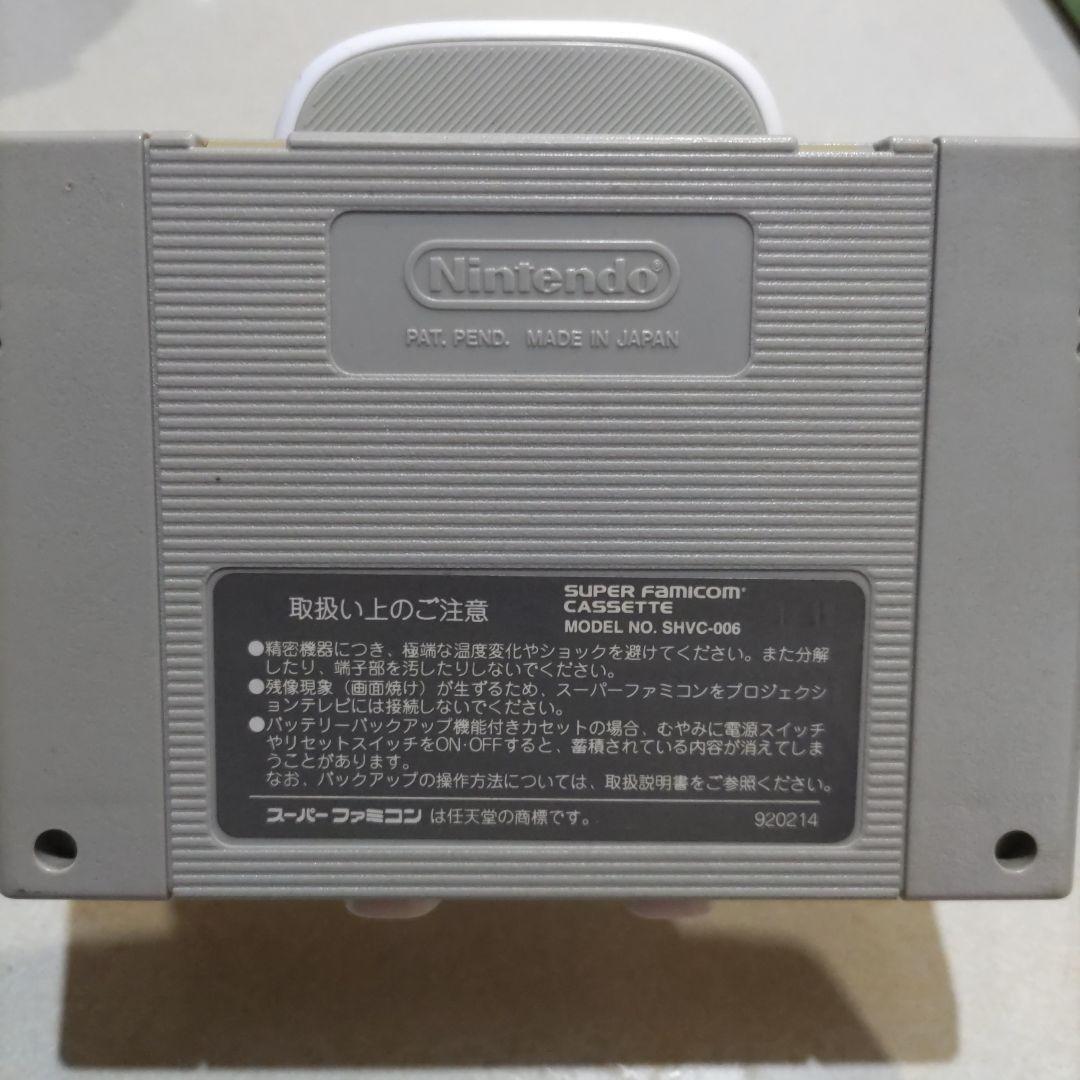 Nintendo®
PAT. PEND. MADE IN JAPAN
取扱い上のご注意
SUPER FAMICOM®
CASSETTE
MODEL NO. SHVC-006
●精密機器につき、極端な温度変化やショックを避けてください。また分解
したり、端子部を汚したりしないでください。
●残像現象（画面焼け）が生ずるため、スーパーファミコンをプロジェクシ
ョンテレビには接続しないでください。
●バッテリーバックアップ機能付きカセットの場合、むやみに電源スイッチ
やリセットスイッチをON・OFFすると、蓄積されている内容が消えてしま
うことがあります。
なお、バックアップの操作方法については、取扱説明書をご参照ください。
スーパーファミコン は任天堂の商標です。
920214